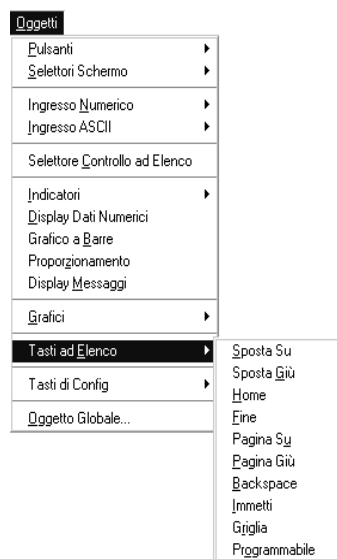 Oggetti
Pulsanti
Selettori Schermo
Ingresso Numerico
Ingresso ASCII
Selettore Controllo ad Elenco
Indicatori
Display Dati Numerici
Grafico a Barre
Proporzionamento
Display Messaggi
Grafici
Tasti ad Elenco
Tasti di Config
Oggetto Globale...
Sposta Su
Sposta Giù
Home
Fine
Pagina Su
Pagina Giù
Backspace
Immetti
Griglia
Programmabile